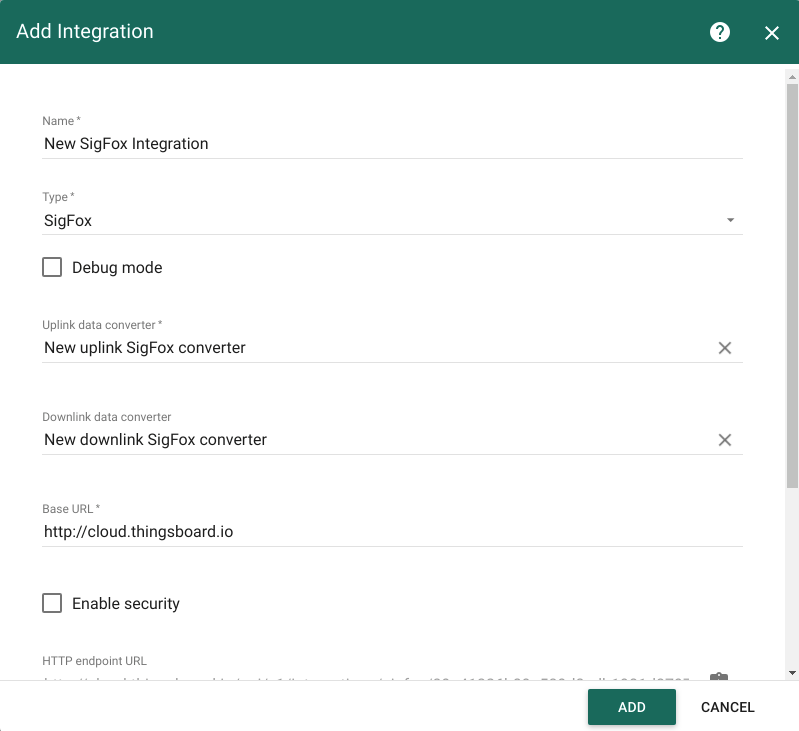 Add Integration
Name *
New SigFox Integration
Type *
SigFox
Debug mode
Uplink data converter *
New uplink SigFox converter
Downlink data converter
New downlink SigFox converter
Base URL *
http://cloud.thingsboard.io
Enable security
HTTP endpoint URL
ADD CANCEL